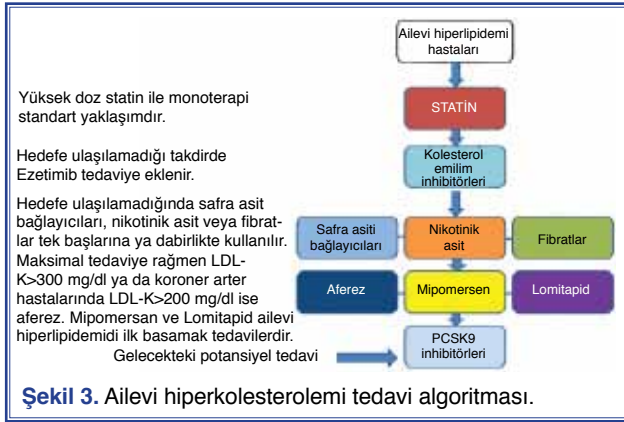 Ailevi hiperlipidemi
hastaları
Yüksek doz statin ile monoterapi
standart yaklaşımdır.
STATİN
Hedefe ulaşılamadığı takdirde
Ezetimib tedaviye eklenir.
Kolesterol
emilim
inhibitörleri
Hedefe ulaşılamadığında safra asit
bağlayıcıları, nikotinik asit veya fibrat-
lar tek başlarına ya dabirlikte kullanılır.
Safra asiti
bağlayıcıları
Nikotinik
asit
Fibratlar
Maksimal tedaviye rağmen LDL-
K>300 mg/dl ya da koroner arter
hastalarında LDL-K>200 mg/dl ise
aferez. Mipomersan ve Lomitapid ailevi
hiperlipidemidi ilk basamak tedavilerdir.
Aferez
Mipomersen
Lomitapid
Gelecekteki potansiyel tedavi
PCSK9
inhibitörleri
Şekil 3. Ailevi hiperkolesterolemi tedavi algoritması.